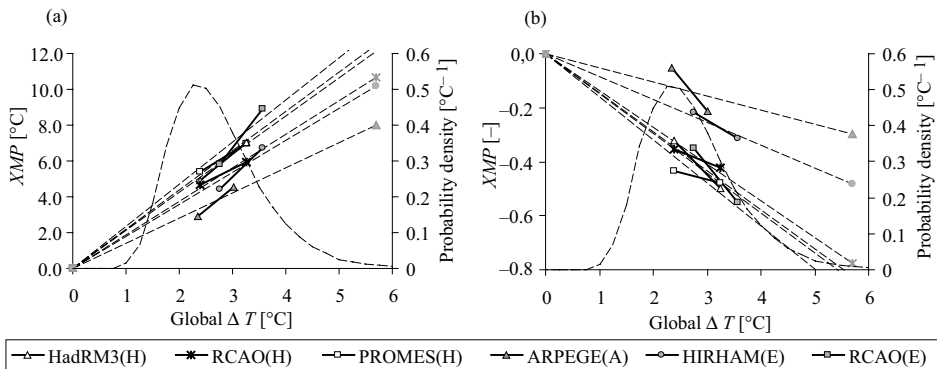 (a)
(b)
12.0
10.0
8.0
6.0
4.0
2.0
0.0
XMP [°C]
0 1 2 3 4 5 6
Global Δ T [°C]
0.6
0.5
0.4
0.3
0.2
0.1
0
Probability density [°C– 1]
0,0
−0.2
−0.4
−0.6
−0.8
XMP [–]
0 1 2 3 4 5 6
Global Δ T [°C]
0.6
0.5
0.4
0.3
0.2
0.1
0
Probability density [°C– 1]
HadRM3(H) RCAO(H) PROMES(H) ARPEGE(A) HIRHAM(E) RCAO(E)